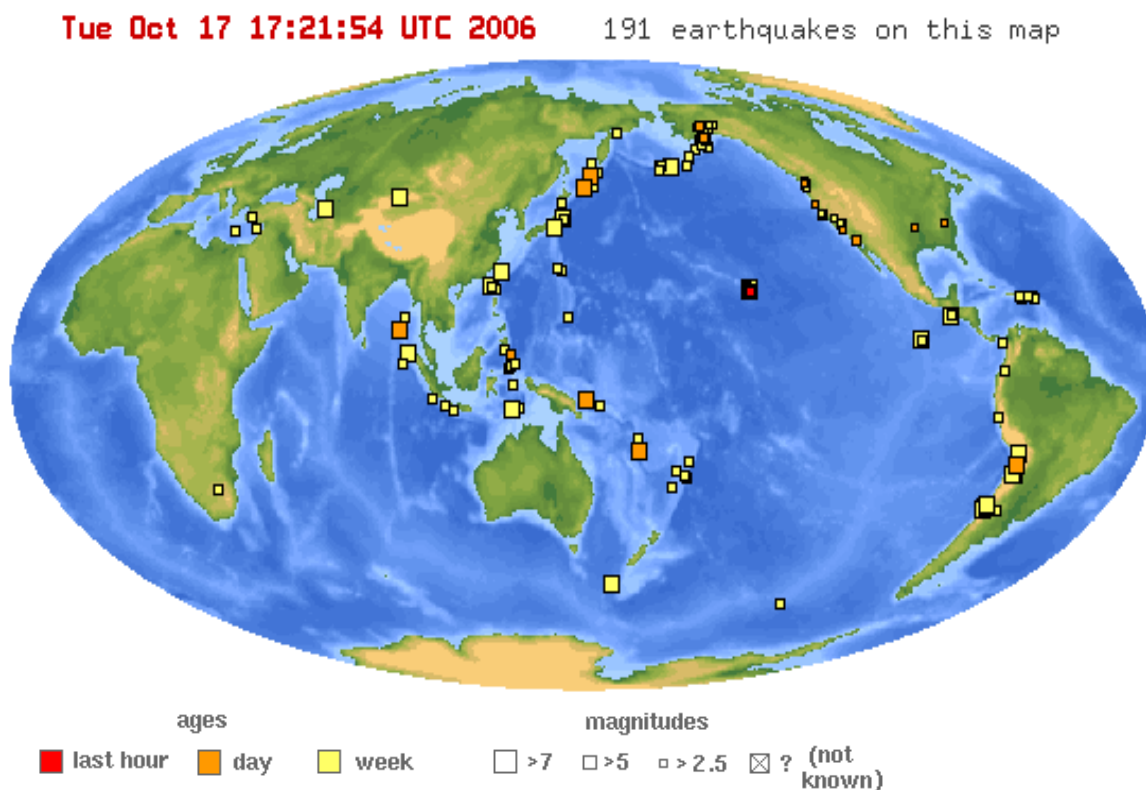 Tue Oct 17 17:21:54 UTC 2006 191 earthquakes on this map
ages magnitudes
last hour day week >7 >5 > 2.5 ? (not known)